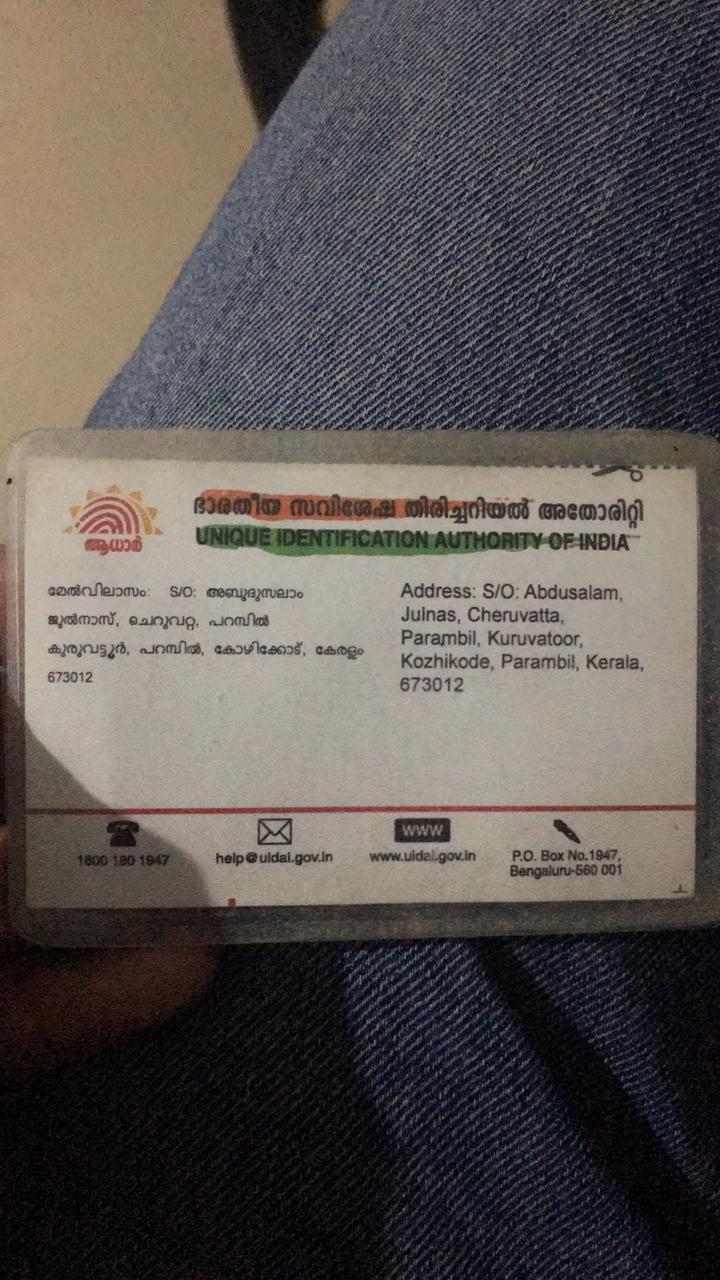 ആധാർ
ഭാരതീയ സവിശേഷ തിരിച്ചറിയൽ അതോരിറ്റി
UNIQUE IDENTIFICATION AUTHORITY OF INDIA
മേൽവിലാസം: S/O: അബുദുസലാം
ജുൽനാസ്, ചെറുവറ്റ, പറമ്പിൽ
കുരുവട്ടൂർ, പറമ്പിൽ, കോഴിക്കോട്, കേരളം
673012
Address: S/O: Abdusalam,
Julnas, Cheruvatta,
Parambil, Kuruvatoor,
Kozhikode, Parambil, Kerala,
673012
1800 180 1947
help@uidai.gov.in
WWW
www.uidai.gov.in
P.O. Box No.1947,
Bengaluru-560 001